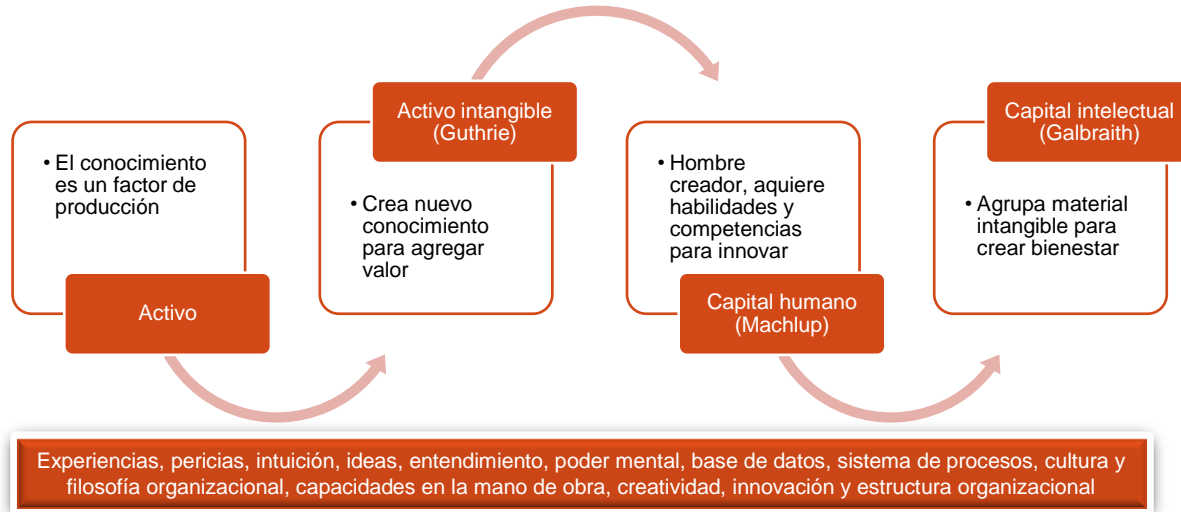 • El conocimiento
es un factor de
producción
Activo
Activo intangible
(Guthrie)
• Crea nuevo
conocimiento
para agregar
valor
• Hombre
creador, aquiere
habilidades y
competencias
para innovar
Capital humano
(Machlup)
Capital intelectual
(Galbraith)
• Agrupa material
intangible para
crear bienestar
Experiencias, pericias, intuición, ideas, entendimiento, poder mental, base de datos, sistema de procesos, cultura y
filosofía organizacional, capacidades en la mano de obra, creatividad, innovación y estructura organizacional